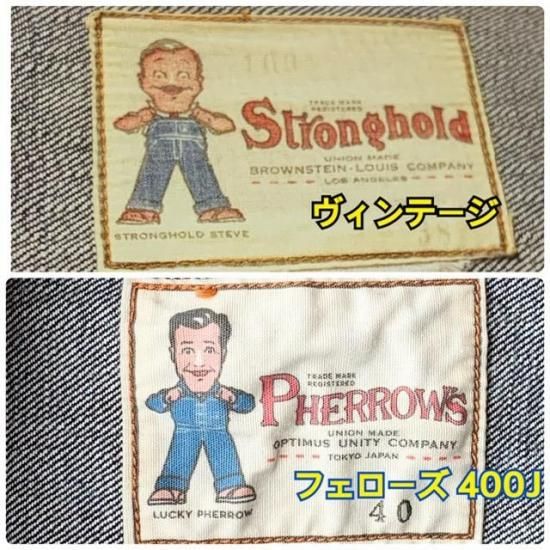 TRADE MARK
REGISTERED
Stronghold
UNION MADE
BROWNSTEIN-LOUIS COMPANY
LOS ANGELES
STRONGHOLD STEVE
38
ヴィンテージ
TRADE MARK
REGISTERED
PHERROW'S
UNION MADE
OPTIMUS UNITY COMPANY
TOKYO JAPAN
LUCKY PHERROW
40
フェローズ 400J